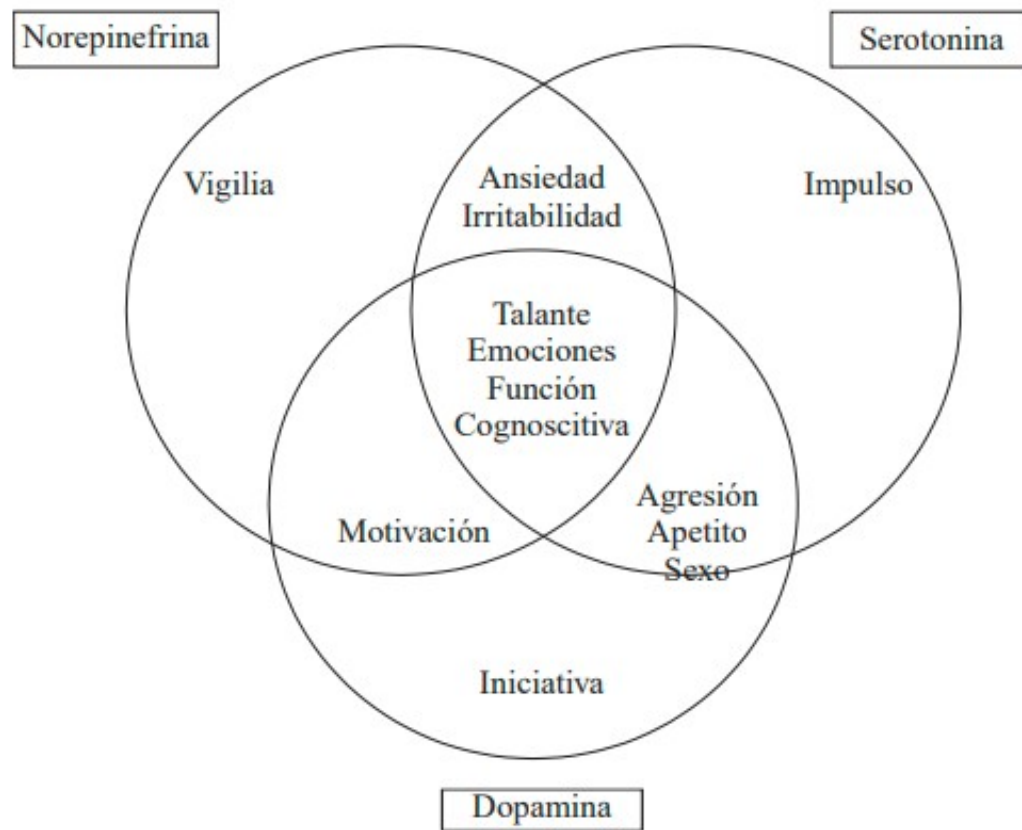 Norepinefrina
Serotonina
Vigilia
Ansiedad
Irritabilidad
Impulso
Talante
Emociones
Función
Cognoscitiva
Motivación
Agresión
Apetito
Sexo
Iniciativa
Dopamina